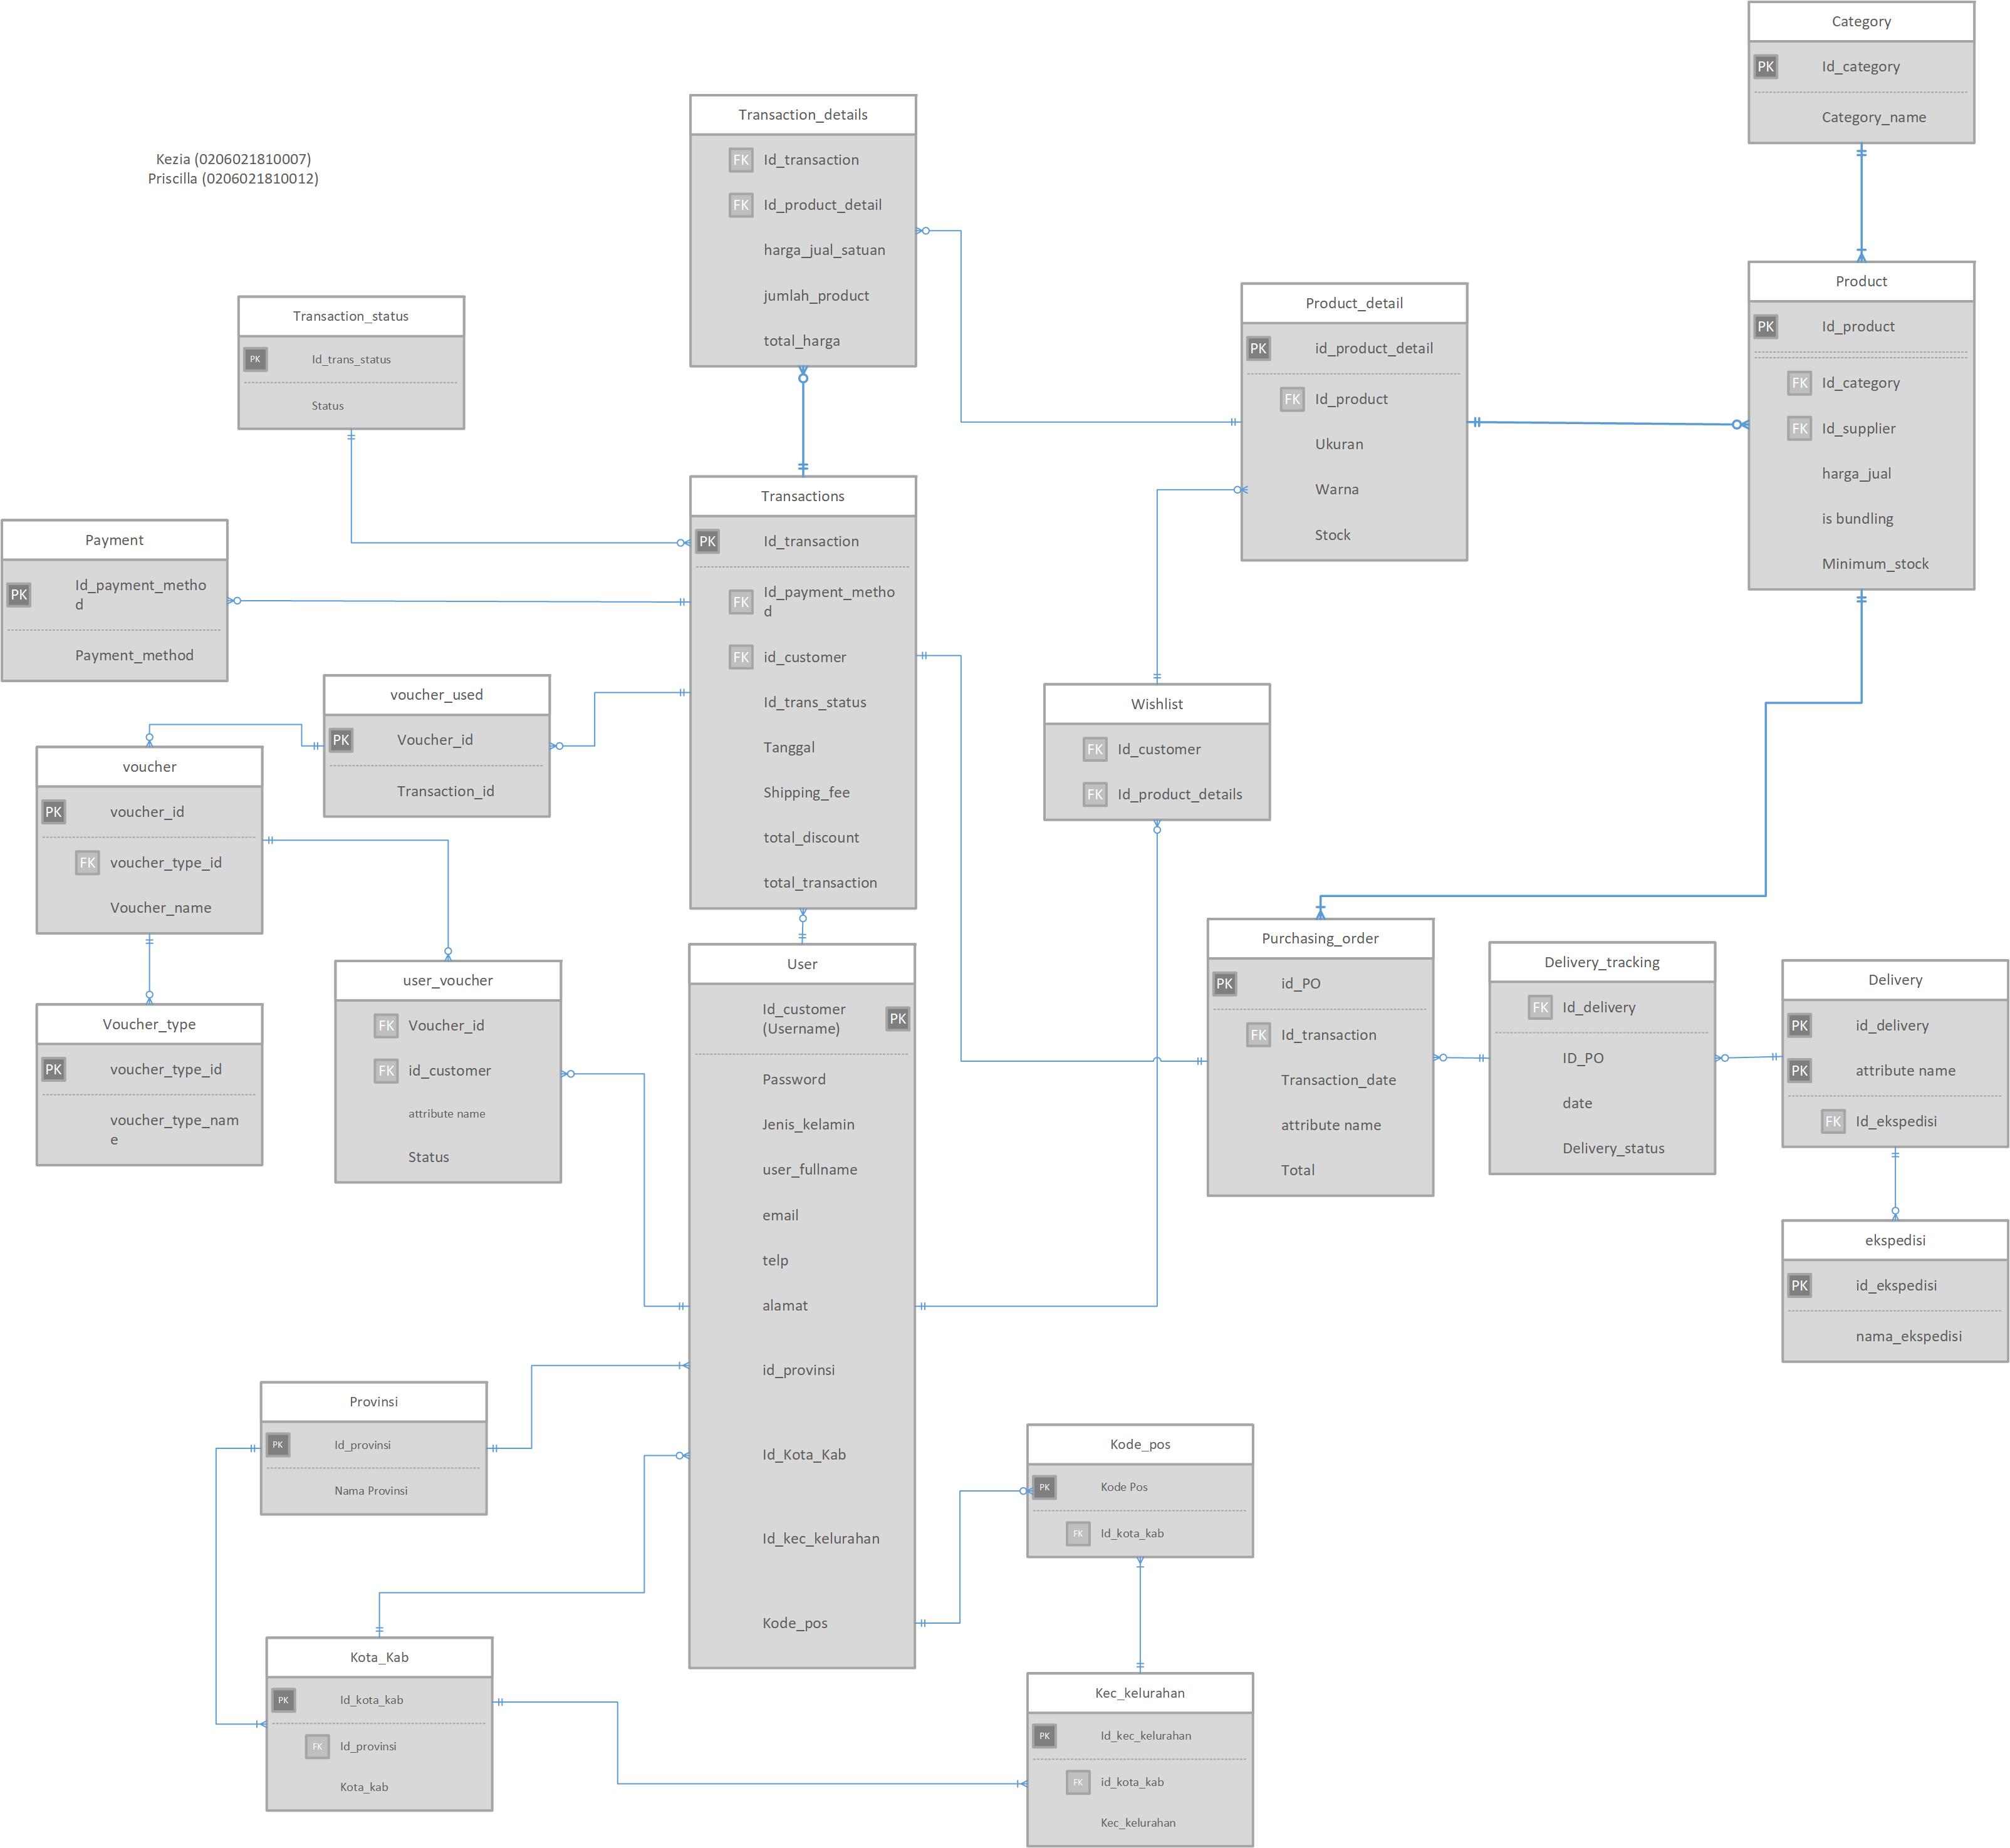 Kezia (0206021810007)
Priscilla (0206021810012)
Category
PK Id_category
Category_name
Transaction_details
FK Id_transaction
FK Id_product_detail
harga_jual_satuan
jumlah_product
total_harga
Product
PK Id_product
FK Id_category
FK Id_supplier
harga_jual
is bundling
Minimum_stock
Product_detail
PK id_product_detail
FK Id_product
Ukuran
Warna
Stock
Transaction_status
PK Id_trans_status
Status
Transactions
PK Id_transaction
FK Id_payment_metho
d
FK id_customer
Id_trans_status
Tanggal
Shipping_fee
total_discount
total_transaction
Payment
PK Id_payment_metho
d
Payment_method
voucher_used
PK Voucher_id
Transaction_id
Wishlist
FK Id_customer
FK Id_product_details
voucher
PK voucher_id
FK voucher_type_id
Voucher_name
Voucher_type
PK voucher_type_id
voucher_type_nam
e
user_voucher
FK Voucher_id
FK id_customer
attribute name
Status
User
Id_customer
(Username) PK
Password
Jenis_kelamin
user_fullname
email
telp
alamat
id_provinsi
Id_Kota_Kab
Id_kec_kelurahan
Kode_pos
Purchasing_order
PK id_PO
FK Id_transaction
Transaction_date
attribute name
Total
Delivery_tracking
FK Id_delivery
ID_PO
date
Delivery_status
Delivery
PK id_delivery
PK attribute name
FK Id_ekspedisi
ekspedisi
PK id_ekspedisi
nama_ekspedisi
Provinsi
PK Id_provinsi
Nama Provinsi
Kode_pos
PK Kode Pos
FK Id_kota_kab
Kota_Kab
PK Id_kota_kab
FK Id_provinsi
Kota_kab
Kec_kelurahan
PK Id_kec_kelurahan
FK id_kota_kab
Kec_kelurahan